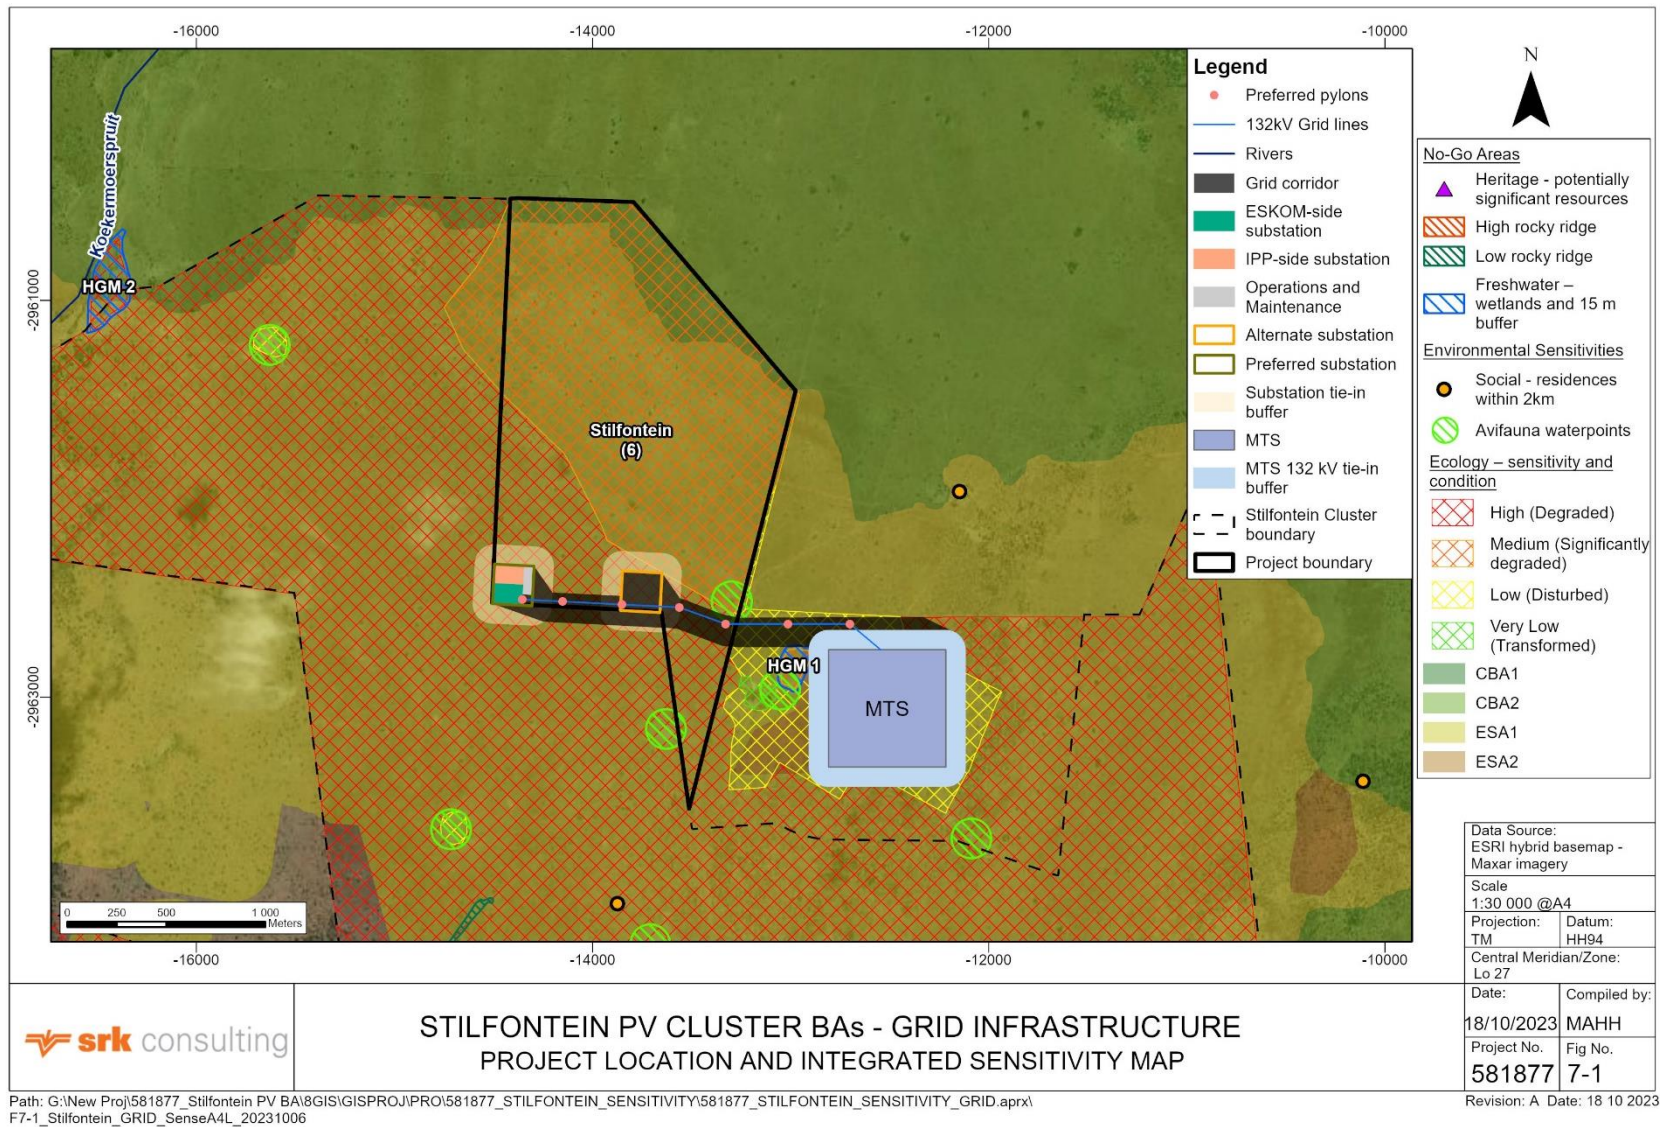 -16000
-14000
-12000
-10000
-2961000
-2963000
Koekermoerspruit
HGM 2
Stilfontein
(6)
HGM 1
MTS
0 250 500 1 000
Meters
-16000
-14000
-12000
-10000
Legend
Preferred pylons
132kV Grid lines
Rivers
Grid corridor
ESKOM-side
substation
IPP-side substation
Operations and
Maintenance
Alternate substation
Preferred substation
Substation tie-in
buffer
MTS
MTS 132 kV tie-in
buffer
Stilfontein Cluster
boundary
Project boundary
N
No-Go Areas
Heritage - potentially
significant resources
High rocky ridge
Low rocky ridge
Freshwater –
wetlands and 15 m
buffer
Environmental Sensitivities
Social - residences
within 2km
Avifauna waterpoints
Ecology – sensitivity and
condition
High (Degraded)
Medium (Significantly
degraded)
Low (Disturbed)
Very Low
(Transformed)
CBA1
CBA2
ESA1
ESA2
Data Source:
ESRI hybrid basemap -
Maxar imagery
Scale
1:30 000 @A4
Projection: Datum:
TM HH94
Central Meridian/Zone:
Lo 27
Date: Compiled by:
18/10/2023 MAHH
Project No. Fig No.
581877 7-1
srk consulting
STILFONTEIN PV CLUSTER BAs - GRID INFRASTRUCTURE
PROJECT LOCATION AND INTEGRATED SENSITIVITY MAP
Path: G:\New Proj\581877_Stilfontein PV BA\8GIS\GISPROJ\PRO\581877_STILFONTEIN_SENSITIVITY\581877_STILFONTEIN_SENSITIVITY_GRID.aprx\
F7-1_Stilfontein_GRID_SenseA4L_20231006
Revision: A Date: 18 10 2023